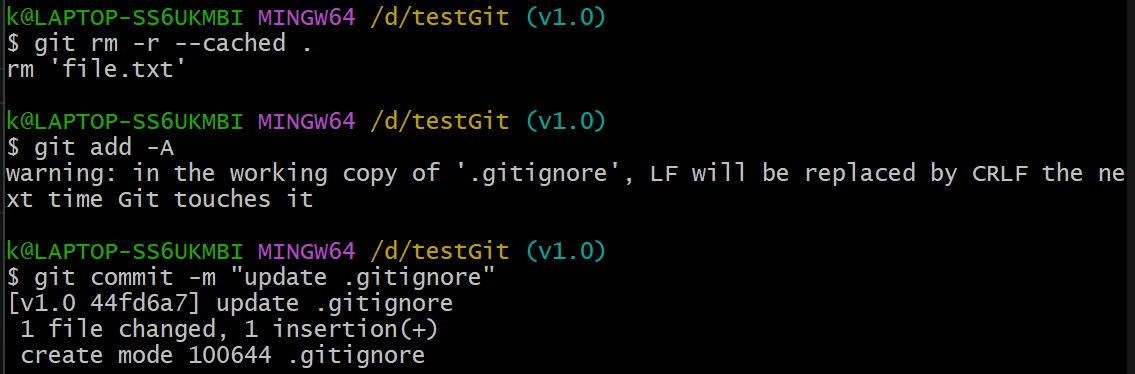 k@LAPTOP-SS6UKMBI MINGW64 /d/testGit (v1.0)
$ git rm -r --cached .
rm 'file.txt'
k@LAPTOP-SS6UKMBI MINGW64 /d/testGit (v1.0)
$ git add -A
warning: in the working copy of '.gitignore', LF will be replaced by CRLF the ne
xt time Git touches it
k@LAPTOP-SS6UKMBI MINGW64 /d/testGit (v1.0)
$ git commit -m "update .gitignore"
[v1.0 44fd6a7] update .gitignore
 1 file changed, 1 insertion(+)
 create mode 100644 .gitignore